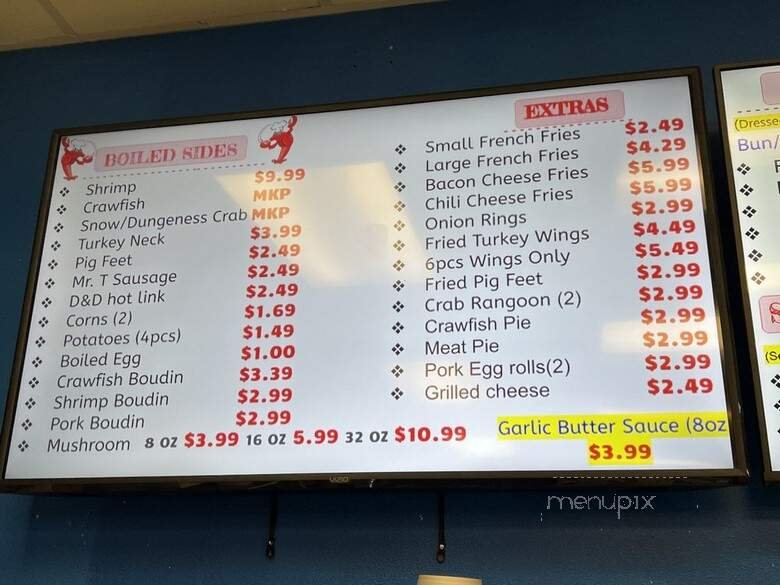 BOILED SIDES
Shrimp $9.99
Crawfish MKP
Snow/Dungeness Crab MKP
Turkey Neck $3.99
Pig Feet $2.49
Mr. T Sausage $2.49
D&D hot link $2.49
Corns (2) $1.69
Potatoes (4pcs) $1.49
Boiled Egg $1.00
Crawfish Boudin $3.39
Shrimp Boudin $2.99
Pork Boudin $2.99
Mushroom 8 OZ $3.99 16 OZ 5.99 32 OZ $10.99
EXTRAS
Small French Fries $2.49
Large French Fries $4.29
Bacon Cheese Fries $5.99
Chili Cheese Fries $5.99
Onion Rings $2.99
Fried Turkey Wings $4.49
6pcs Wings Only $5.49
Fried Pig Feet $2.99
Crab Rangoon (2) $2.99
Crawfish Pie $2.99
Meat Pie $2.99
Pork Egg rolls(2) $2.99
Grilled cheese $2.49
Garlic Butter Sauce (8oz
$3.99
VIZIO
(Dresse
Bun/
menupix